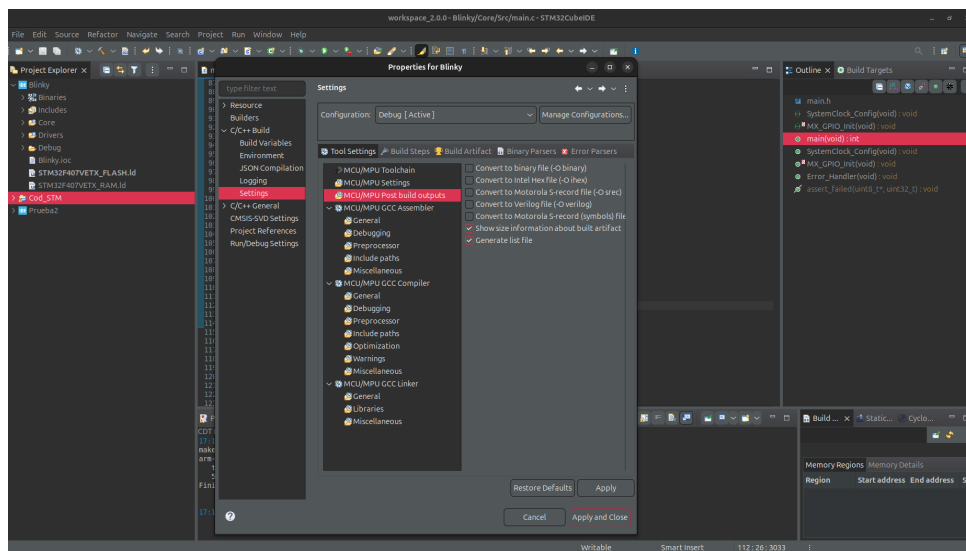 workspace_2.0.0 - Blinky/Core/Src/main.c - STM32CubeIDE
File Edit Source Refactor Navigate Search Project Run Window Help
Project Explorer
Blinky
Binaries
Includes
Core
Drivers
Debug
Blinky.ioc
STM32F407VETX_FLASH.ld
STM32F407VETX_RAM.ld
Cod_STM
Prueba2
Properties for Blinky
type filter text
Resource
Builders
C/C++ Build
Build Variables
Environment
JSON Compilation
Logging
Settings
C/C++ General
CMSIS-SVD Settings
Project References
Run/Debug Settings
Settings
Configuration: Debug [ Active ] Manage Configurations...
Tool Settings Build Steps Build Artifact Binary Parsers Error Parsers
MCU/MPU Toolchain
MCU/MPU Settings
MCU/MPU Post build outputs
MCU/MPU GCC Assembler
General
Debugging
Preprocessor
Include paths
Miscellaneous
MCU/MPU GCC Compiler
General
Debugging
Preprocessor
Include paths
Optimization
Warnings
Miscellaneous
MCU/MPU GCC Linker
General
Libraries
Miscellaneous
Convert to binary file (-O binary)
Convert to Intel Hex file (-O ihex)
Convert to Motorola S-record file (-O srec)
Convert to Verilog file (-O verilog)
Convert to Motorola S-record (symbols) file
Show size information about built artifact
Generate list file
Restore Defaults Apply
Cancel Apply and Close
Outline Build Targets
main.h
SystemClock_Config(void) : void
MX_GPIO_Init(void) : void
main(void) : int
SystemClock_Config(void) : void
MX_GPIO_Init(void) : void
Error_Handler(void) : void
assert_failed(uint8_t*, uint32_t) : void
CDT
make
arm-
Fini
Build ... Static... Cyclo...
Memory Regions Memory Details
Region Start address End address
Writable Smart Insert 112 : 26 : 3033